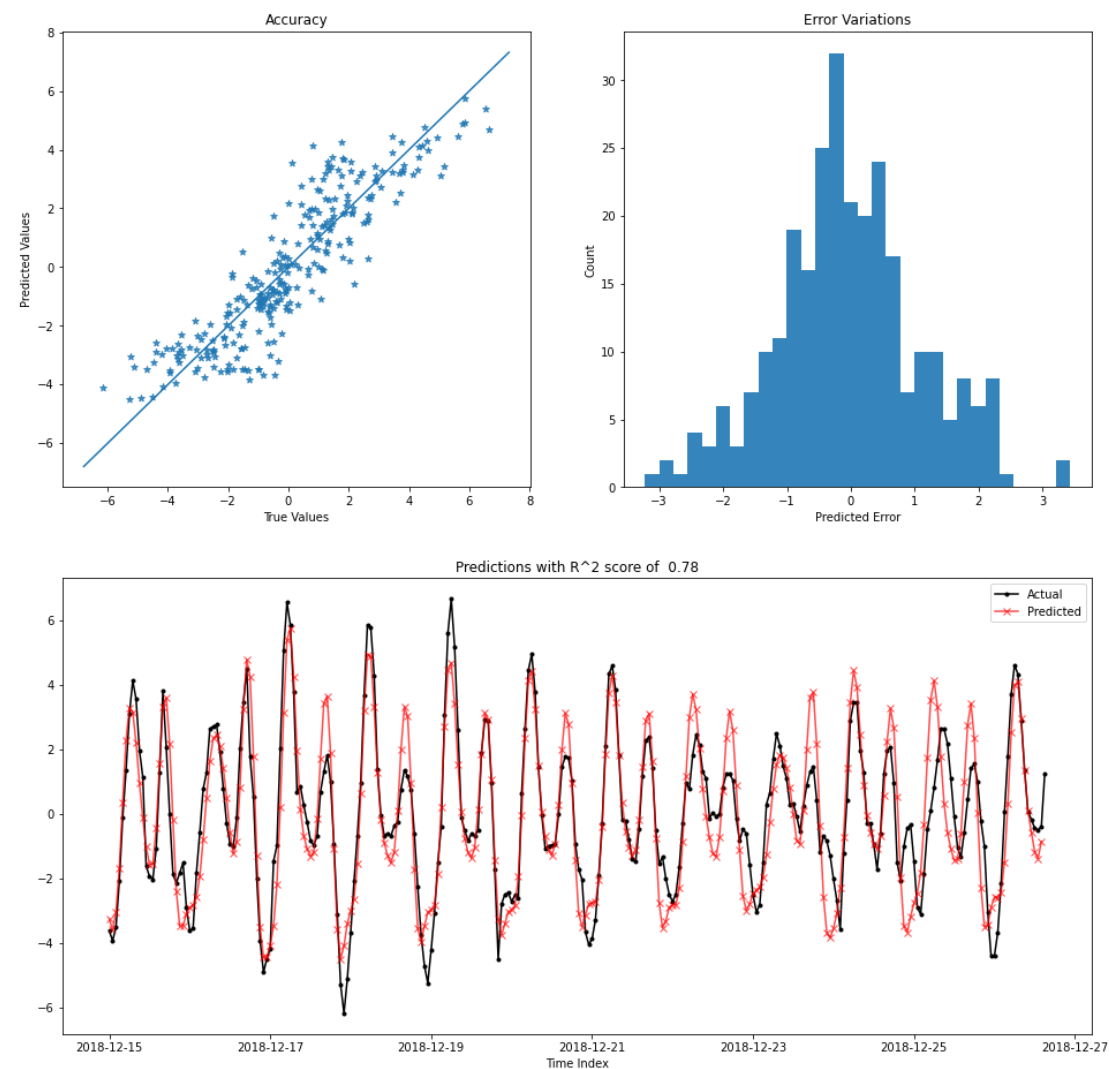 Accuracy
8
6
4
2
0
−2
−4
−6
Predicted Values
−6 −4 −2 0 2 4 6 8
True Values
Error Variations
30
25
20
15
10
5
0
Count
−3 −2 −1 0 1 2 3
Predicted Error
Predictions with R^2 score of 0.78
Actual
Predicted
6
4
2
0
−2
−4
−6
2018-12-15 2018-12-17 2018-12-19 2018-12-21 2018-12-23 2018-12-25 2018-12-27
Time Index